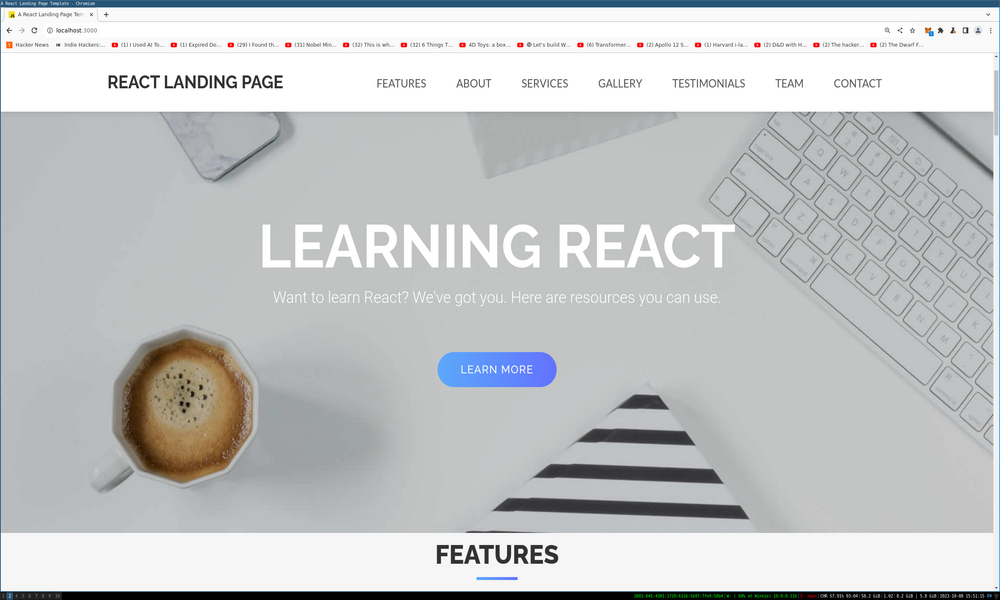 A React Landing Page Template - Chromium
A React Landing Page Tem
localhost:3000
Hacker News Indie Hackers:... (1) I Used AI To... (1) Expired Do... (29) I Found th... (31) Nobel Min... (32) This is wh... (32) 6 Things T... 4D Toys: a box... Let's build W... (6) Transformer... (2) Apollo 12 S... (1) Harvard i-la... (2) D&D with H... (2) The hacker... (2) The Dwarf F...
REACT LANDING PAGE
FEATURES ABOUT SERVICES GALLERY TESTIMONIALS TEAM CONTACT
LEARNING REACT
Want to learn React? We've got you. Here are resources you can use.
LEARN MORE
FEATURES
1 2 3 4 5 6 7 8 9 10